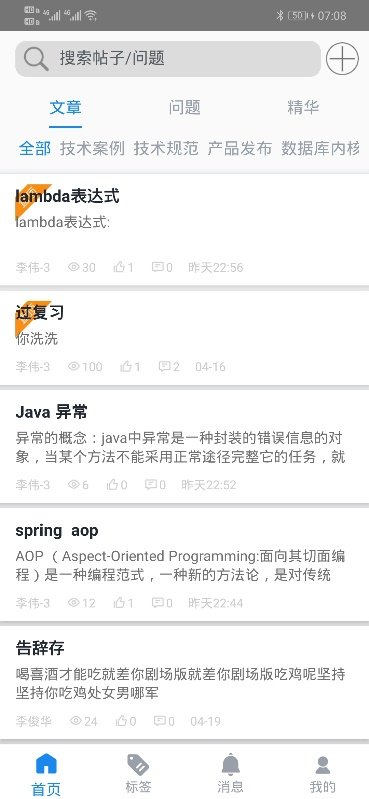 50 07:08
搜索帖子/问题
文章 问题 精华
全部 技术案例 技术规范 产品发布 数据库内核
lambda表达式
lambda表达式:
李伟-3 30 1 0 昨天22:56
过复习
你洗洗
李伟-3 100 1 2 04-16
Java 异常
异常的概念：java中异常是一种封装的错误信息的对
象，当某个方法不能采用正常途径完整它的任务，就
李伟-3 6 0 0 昨天22:52
spring aop
AOP （ Aspect-Oriented Programming:面向其切面编
程）是一种编程范式，一种新的方法论，是对传统
李伟-3 12 1 0 昨天22:44
告辞存
喝喜酒才能吃就差你剧场版就差你剧场版吃鸡呢坚持
坚持你吃鸡处女男哪军
李俊华 24 0 0 04-19
首页 标签 消息 我的